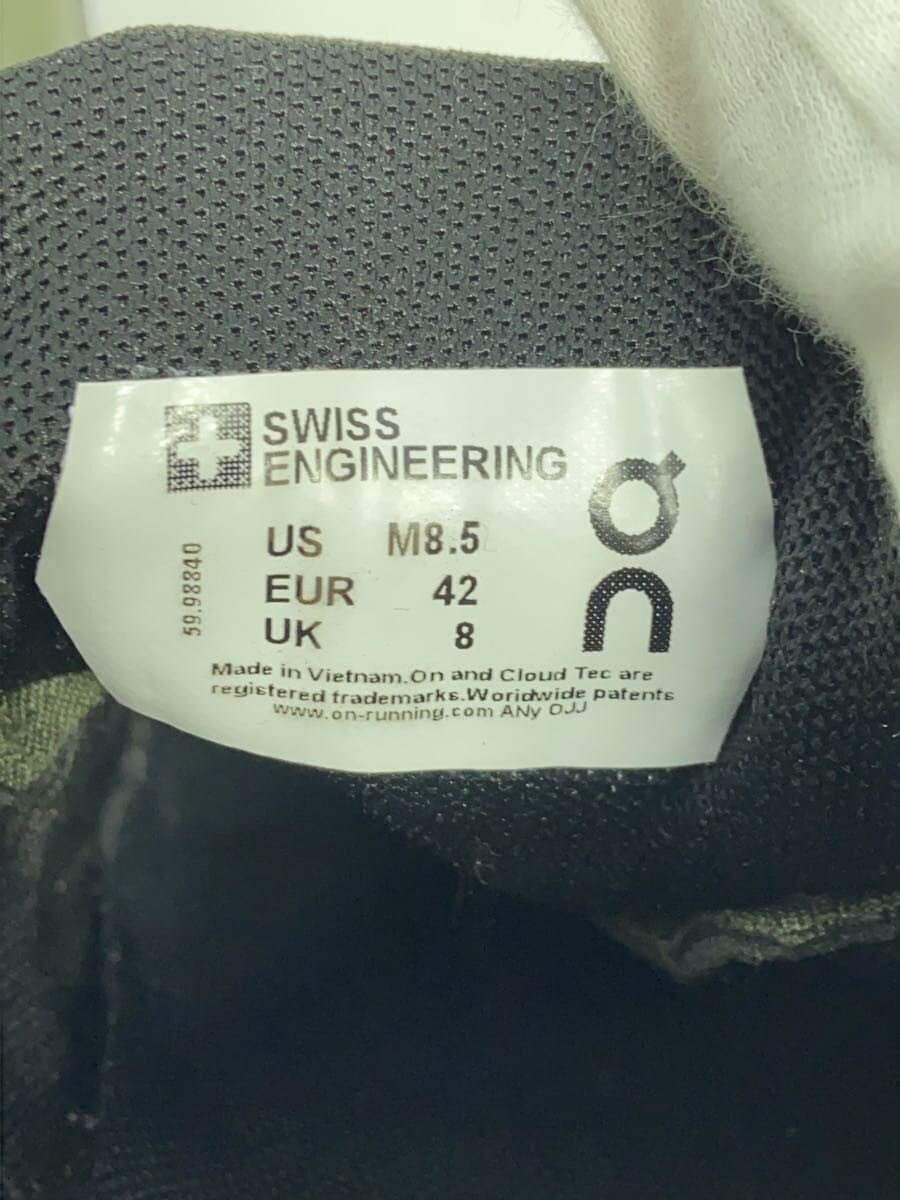 SWISS
ENGINEERING
US M8.5
EUR 42
UK 8
59.98840
on
Made in Vietnam.On and Cloud Tec are
registered trademarks.Woridwide patents
www.on-running.com ANy OJJ